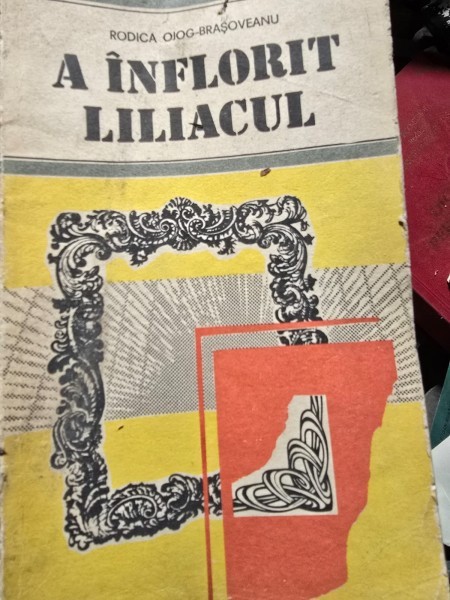 RODICA OJOG-BRAȘOVEANU
A ÎNFLORIT
LILIACUL